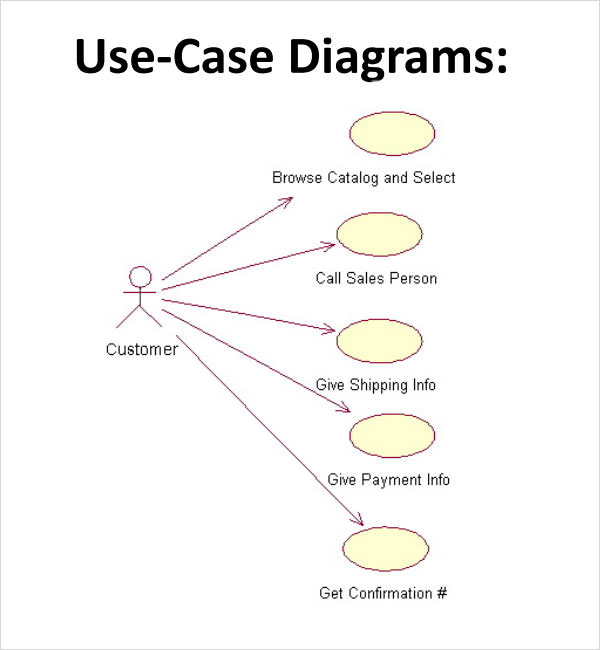 Use-Case Diagrams:
Browse Catalog and Select
Call Sales Person
Customer
Give Shipping Info
Give Payment Info
Get Confirmation #